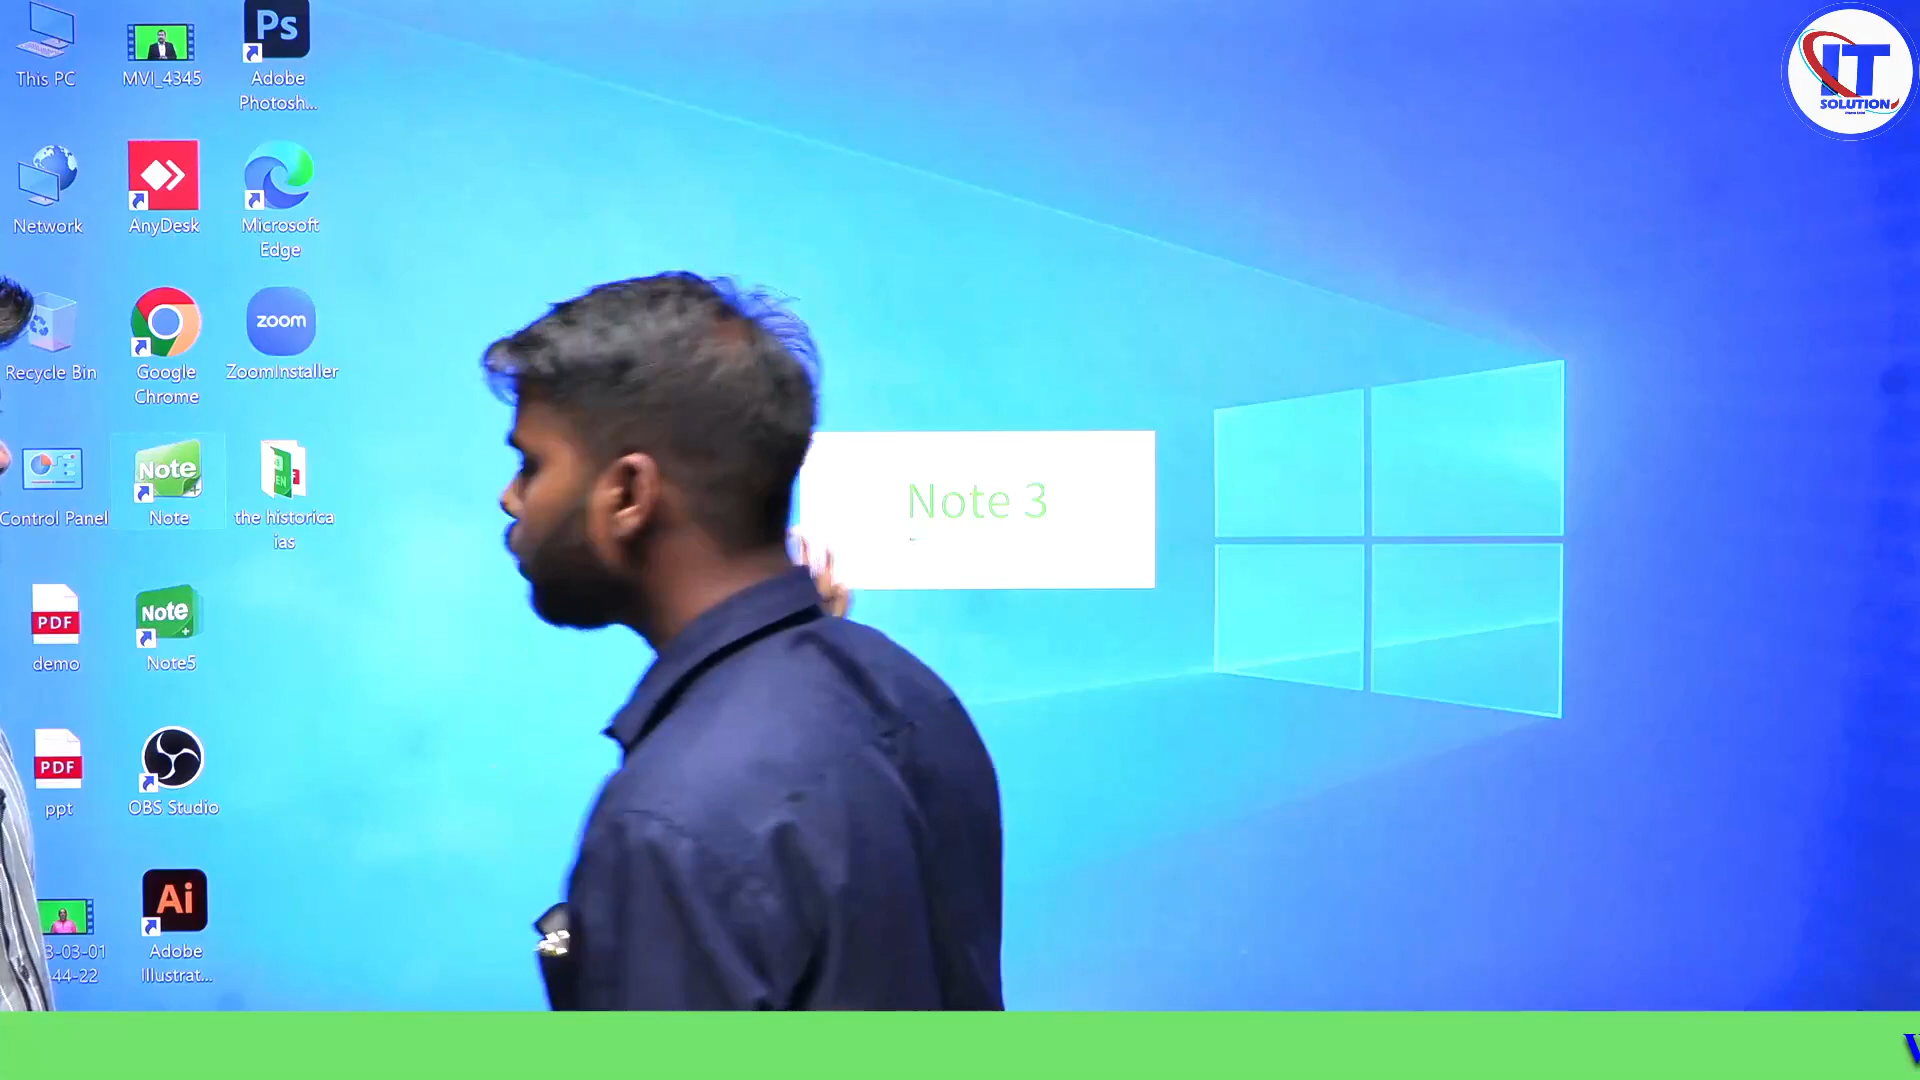 This PC
MVI_4345
Ps
Adobe
Photosh...
IT
SOLUTION
Network
AnyDesk
Microsoft
Edge
Recycle Bin
Google
Chrome
zoom
ZoomInstaller
Control Panel
Note
Note
EN
the historica
ias
PDF
demo
Note
Note5
PDF
ppt
OBS Studio
3-03-01
44-22
Ai
Adobe
Illustrat...
Note 3